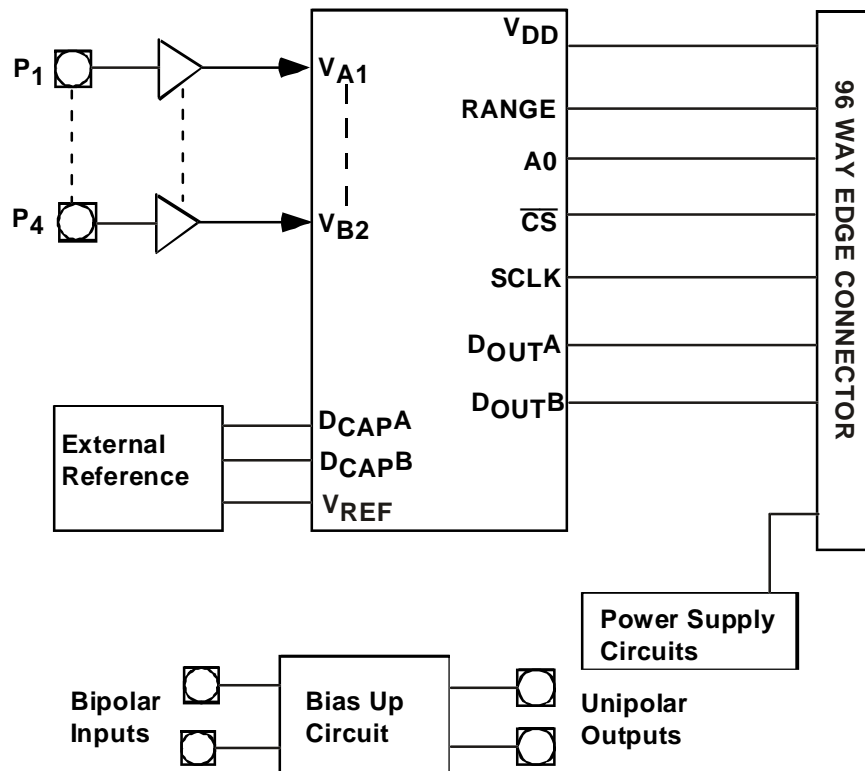 P1
P4
VA1
VB2
VDD
RANGE
A0
CS
SCLK
DOUTA
DOUTB
DCAPA
DCAPB
VREF
External
Reference
96 WAY EDGE CONNECTOR
Power Supply
Circuits
Bipolar
Inputs
Bias Up
Circuit
Unipolar
Outputs